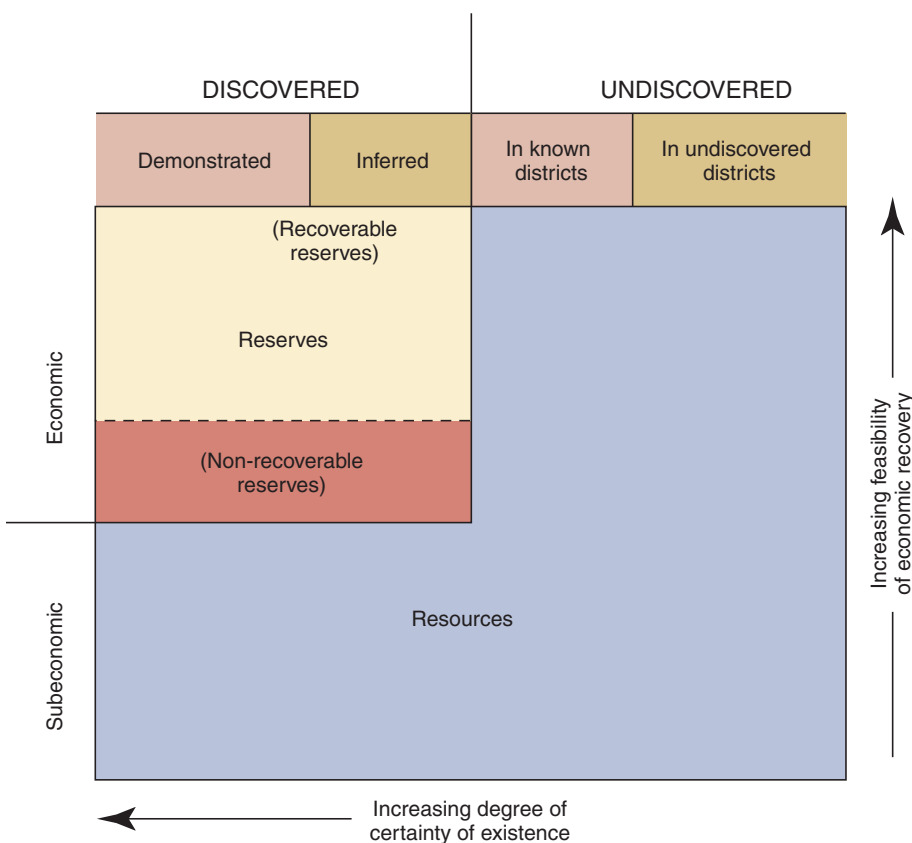 DISCOVERED
UNDISCOVERED
Demonstrated
Inferred
In known
districts
In undiscovered
districts
(Recoverable
reserves)
Reserves
(Non-recoverable
reserves)
Resources
Economic
Subeconomic
Increasing feasibility
of economic recovery
Increasing degree of
certainty of existence